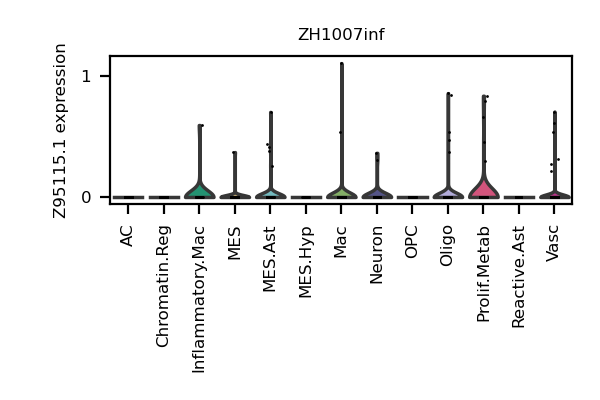 ZH1007inf
Z95115.1 expression
1
0
AC
Chromatin.Reg
Inflammatory.Mac
MES
MES.Ast
MES.Hyp
Mac
Neuron
OPC
Oligo
Prolif.Metab
Reactive.Ast
Vasc